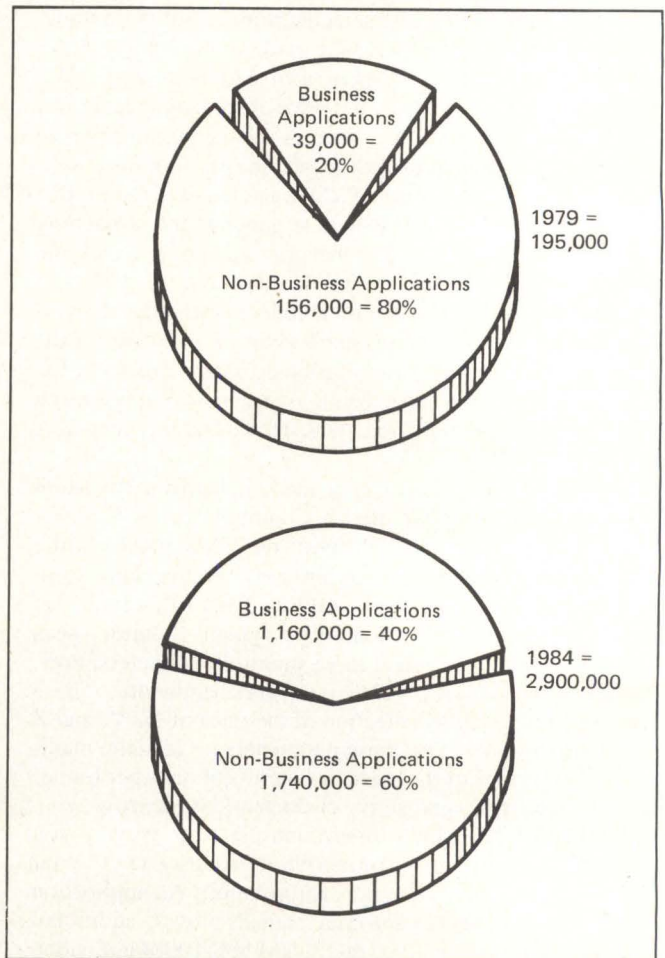 Business
Applications
39,000 =
20%
1979 =
195,000
Non-Business Applications
156,000 = 80%
Business Applications
1,160,000 = 40%
1984 =
2,900,000
Non-Business Applications
1,740,000 = 60%